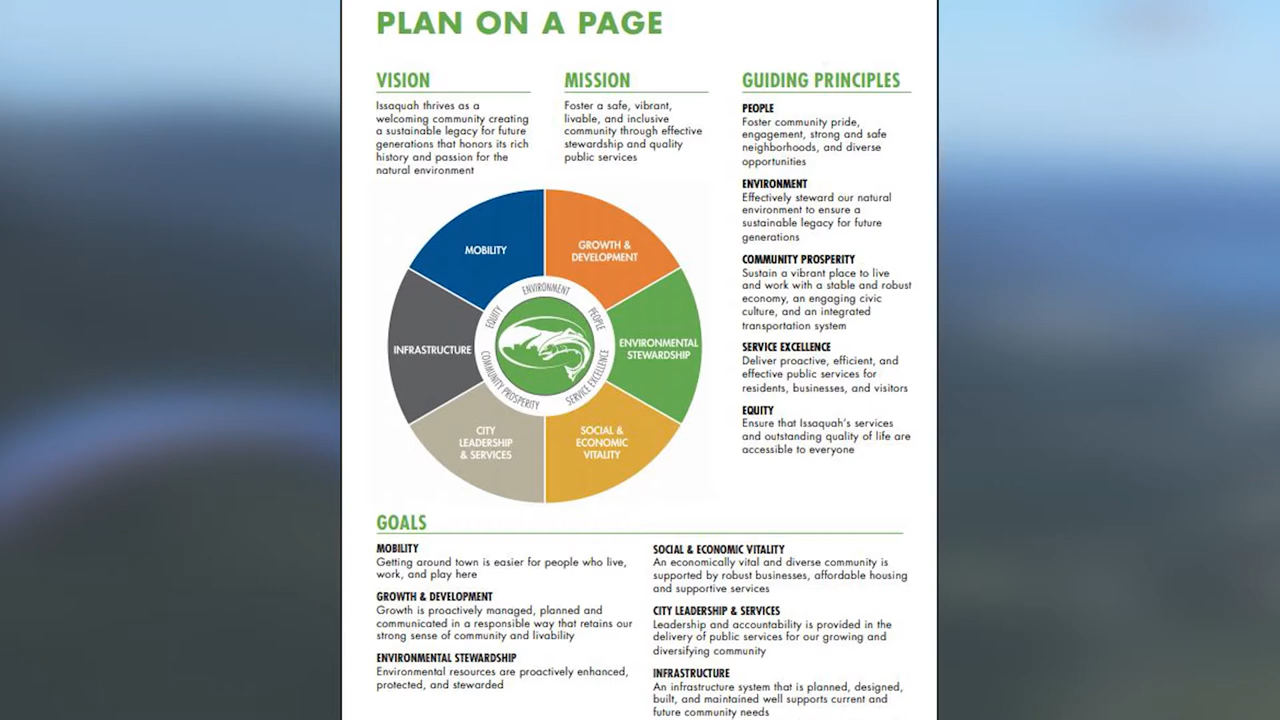 PLAN ON A PAGE
VISION
Issaquah thrives as a
welcoming community creating
a sustainable legacy for future
generations that honors its rich
history and passion for the
natural environment
MISSION
Foster a safe, vibrant,
livable, and inclusive
community through effective
stewardship and quality
public services
GUIDING PRINCIPLES
PEOPLE
Foster community pride,
engagement, strong and safe
neighborhoods, and diverse
opportunities
ENVIRONMENT
Effectively steward our natural
environment to ensure a
sustainable legacy for future
generations
COMMUNITY PROSPERITY
Sustain a vibrant place to live
and work with a stable and robust
economy, an engaging civic
culture, and an integrated
transportation system
SERVICE EXCELLENCE
Deliver proactive, efficient, and
effective public services for
residents, businesses, and visitors
EQUITY
Ensure that Issaquah's services
and outstanding quality of life are
accessible to everyone
MOBILITY
GROWTH &
DEVELOPMENT
ENVIRONMENTAL
STEWARDSHIP
SOCIAL &
ECONOMIC
VITALITY
CITY
LEADERSHIP
& SERVICES
INFRASTRUCTURE
ENVIRONMENT
PEOPLE
SERVICE EXCELLENCE
COMMUNITY PROSPERITY
EQUITY
GOALS
MOBILITY
Getting around town is easier for people who live,
work, and play here
GROWTH & DEVELOPMENT
Growth is proactively managed, planned and
communicated in a responsible way that retains our
strong sense of community and livability
ENVIRONMENTAL STEWARDSHIP
Environmental resources are proactively enhanced,
protected, and stewarded
SOCIAL & ECONOMIC VITALITY
An economically vital and diverse community is
supported by robust businesses, affordable housing
and supportive services
CITY LEADERSHIP & SERVICES
Leadership and accountability is provided in the
delivery of public services for our growing and
diversifying community
INFRASTRUCTURE
An infrastructure system that is planned, designed,
built, and maintained well supports current and
future community needs